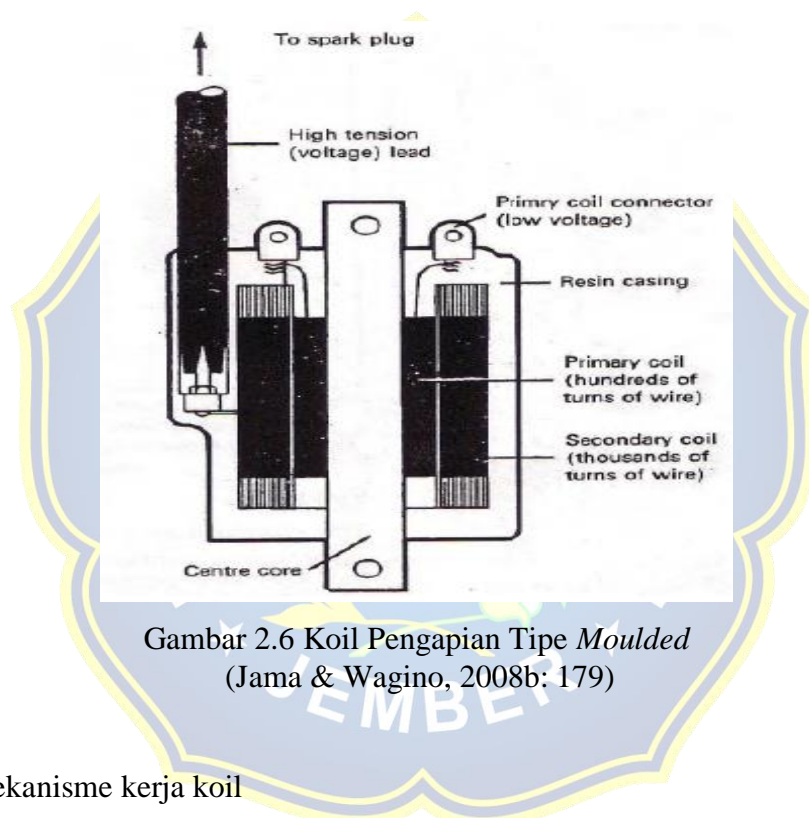 To spark plug
High tension
(voltage) lead
Primry coil connector
(low voltage)
Resin casing
Primary coil
(hundreds of
turns of wire)
Secondary coil
(thousands of
turns of wire)
Centre core
Gambar 2.6 Koil Pengapian Tipe Moulded
(Jama & Wagino, 2008b: 179)
JEMBER
ekanisme kerja koil